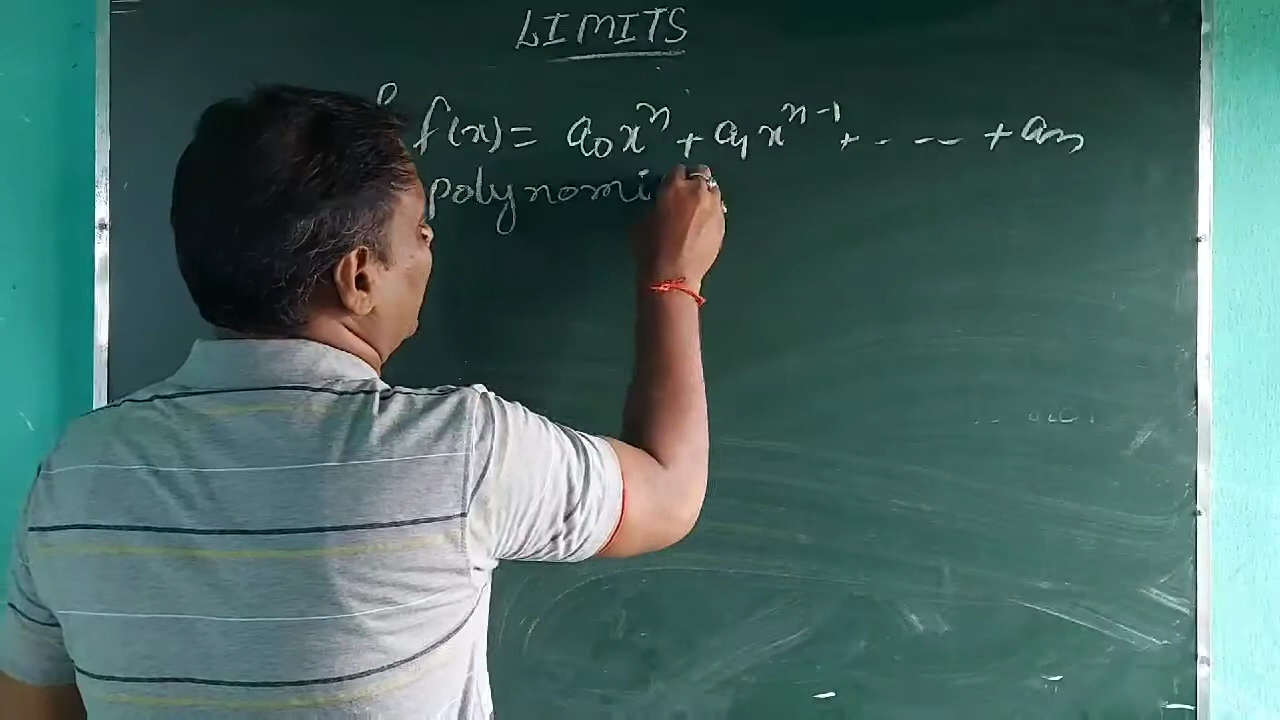 LIMITS
f(x) = a₀xⁿ + a₁xⁿ⁻¹ + . - - + aₙ
polynomi